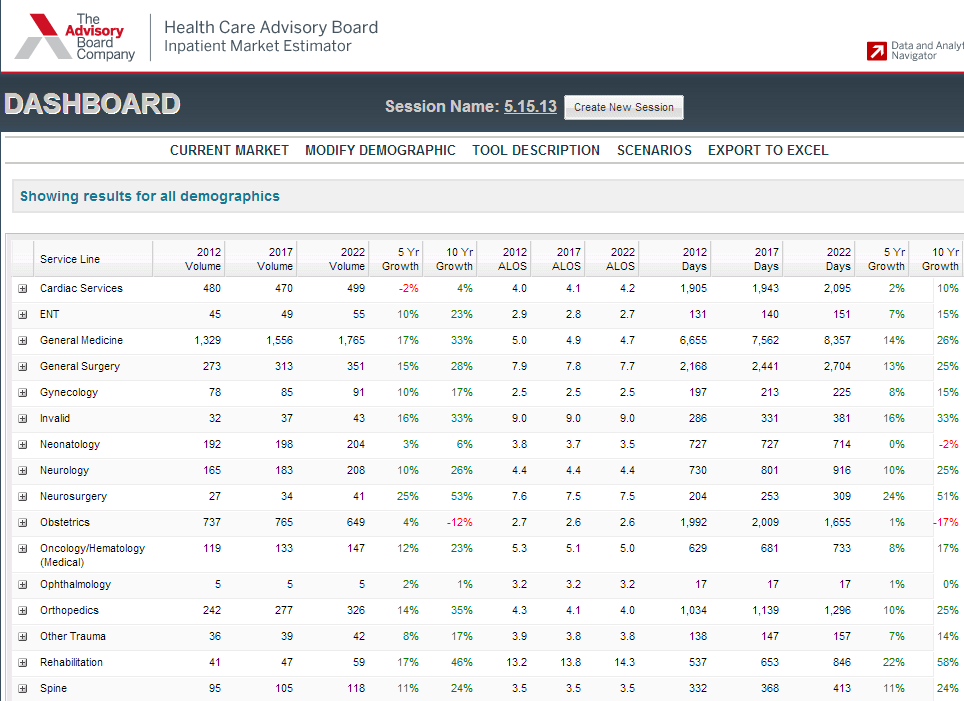 The
Advisory
Board
Company
Health Care Advisory Board
Inpatient Market Estimator
Data and Analyt
Navigator
DASHBOARD
Session Name: 5.15.13 Create New Session
CURRENT MARKET MODIFY DEMOGRAPHIC TOOL DESCRIPTION SCENARIOS EXPORT TO EXCEL
Showing results for all demographics
Service Line 2012 Volume 2017 Volume 2022 Volume 5 Yr Growth 10 Yr Growth 2012 ALOS 2017 ALOS 2022 ALOS 2012 Days 2017 Days 2022 Days 5 Yr Growth 10 Yr Growth
Cardiac Services 480 470 499 -2% 4% 4.0 4.1 4.2 1,905 1,943 2,095 2% 10%
ENT 45 49 55 10% 23% 2.9 2.8 2.7 131 140 151 7% 15%
General Medicine 1,329 1,556 1,765 17% 33% 5.0 4.9 4.7 6,655 7,562 8,357 14% 26%
General Surgery 273 313 351 15% 28% 7.9 7.8 7.7 2,168 2,441 2,704 13% 25%
Gynecology 78 85 91 10% 17% 2.5 2.5 2.5 197 213 225 8% 15%
Invalid 32 37 43 16% 33% 9.0 9.0 9.0 286 331 381 16% 33%
Neonatology 192 198 204 3% 6% 3.8 3.7 3.5 727 727 714 0% -2%
Neurology 165 183 208 10% 26% 4.4 4.4 4.4 730 801 916 10% 25%
Neurosurgery 27 34 41 25% 53% 7.6 7.5 7.5 204 253 309 24% 51%
Obstetrics 737 765 649 4% -12% 2.7 2.6 2.6 1,992 2,009 1,655 1% -17%
Oncology/Hematology (Medical) 119 133 147 12% 23% 5.3 5.1 5.0 629 681 733 8% 17%
Ophthalmology 5 5 5 2% 1% 3.2 3.2 3.2 17 17 17 1% 0%
Orthopedics 242 277 326 14% 35% 4.3 4.1 4.0 1,034 1,139 1,296 10% 25%
Other Trauma 36 39 42 8% 17% 3.9 3.8 3.8 138 147 157 7% 14%
Rehabilitation 41 47 59 17% 46% 13.2 13.8 14.3 537 653 846 22% 58%
Spine 95 105 118 11% 24% 3.5 3.5 3.5 332 368 413 11% 24%